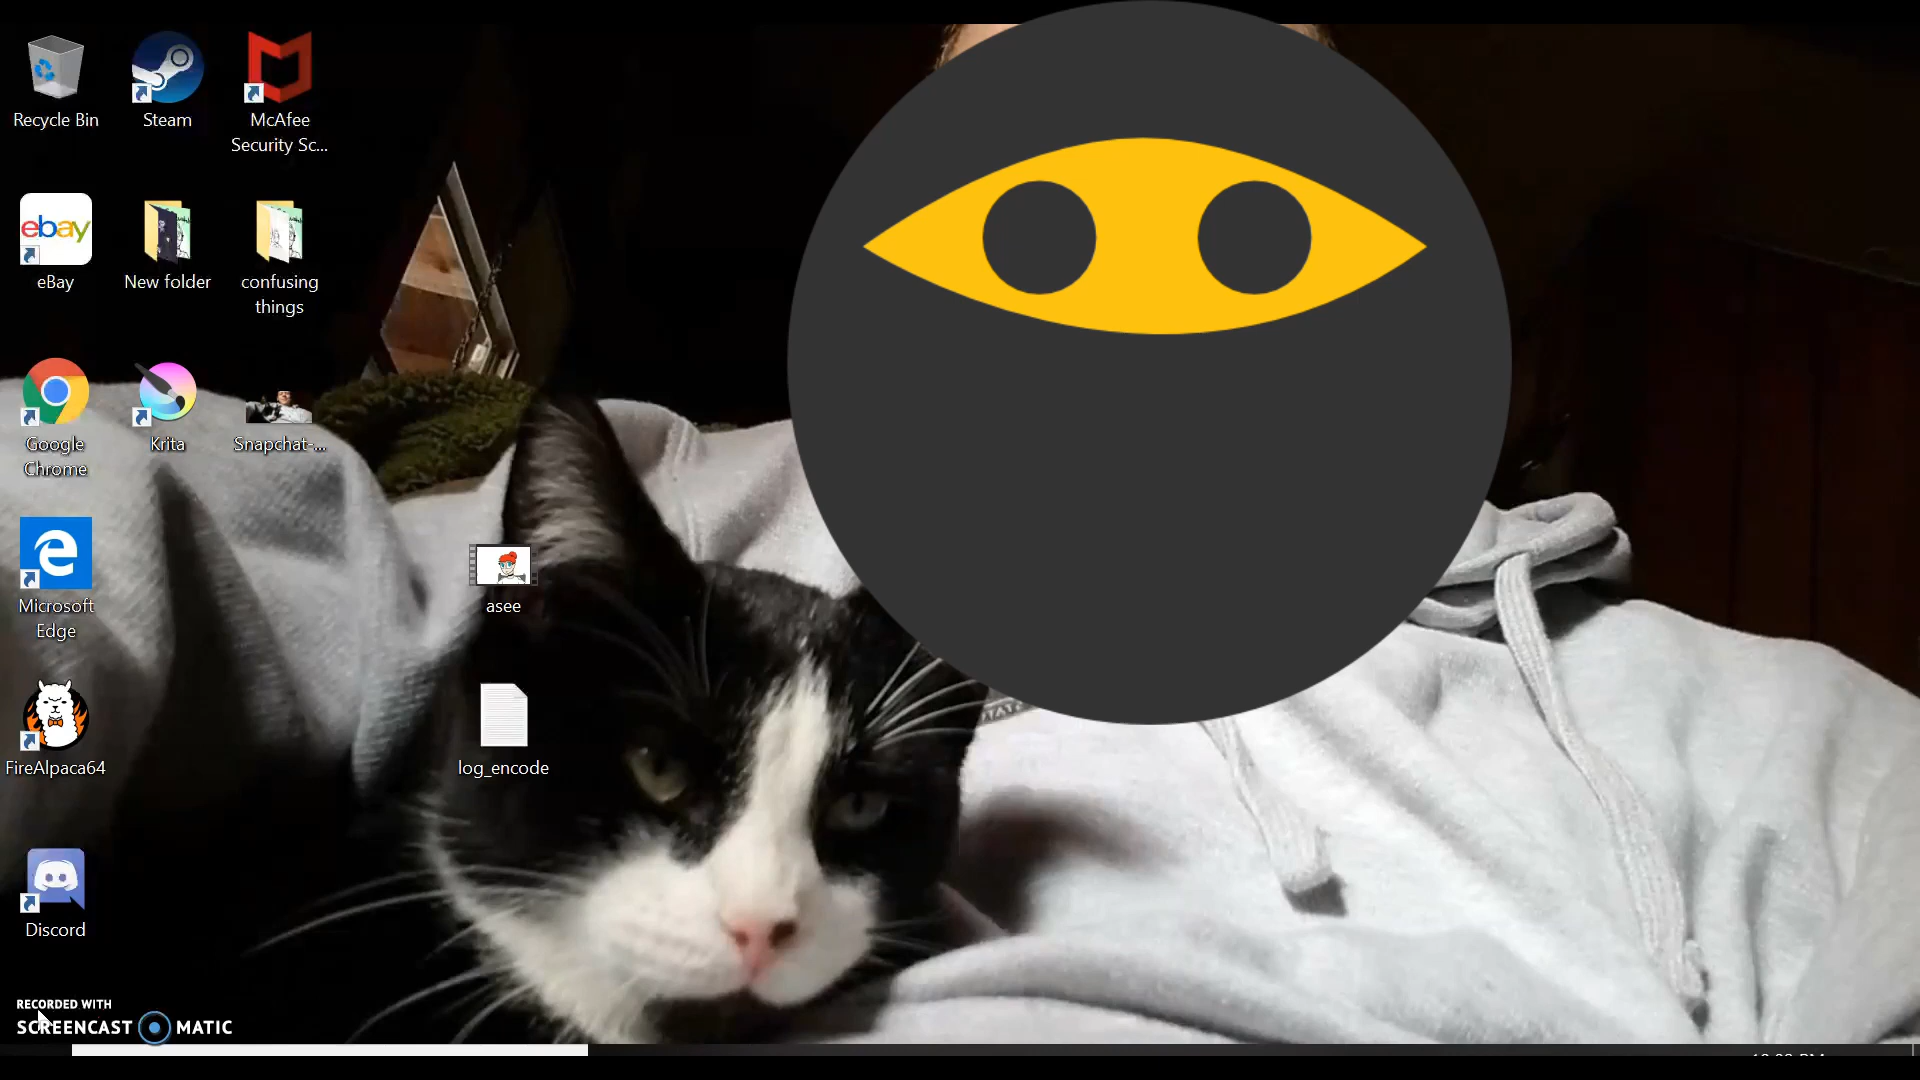 Recycle Bin
Steam
McAfee
Security Sc...
ebay
eBay
New folder
confusing
things
Google
Chrome
Krita
Snapchat-...
Microsoft
Edge
asee
FireAlpaca64
log_encode
Discord
RECORDED WITH
SCREENCAST MATIC